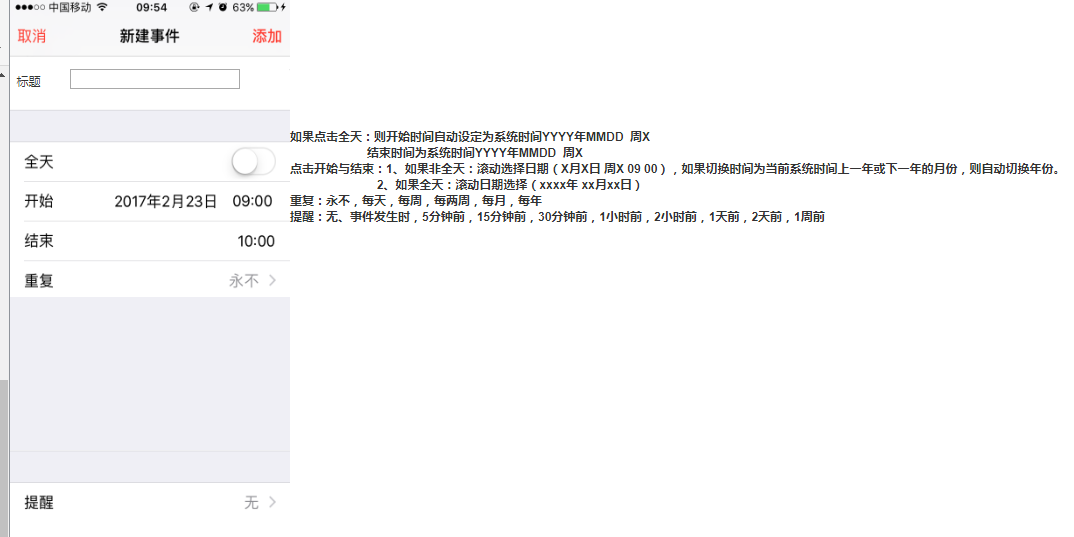 中国移动 09:54 63%
取消 新建事件 添加
标题
如果点击全天：则开始时间自动设定为系统时间YYYY年MMDD 周X
结束时间为系统时间YYYY年MMDD 周X
点击开始与结束：1、如果非全天：滚动选择日期（X月X日 周X 09 00），如果切换时间为当前系统时间上一年或下一年的月份，则自动切换年份。
2、如果全天：滚动日期选择（xxxx年 xx月xx日）
重复：永不，每天，每周，每两周，每月，每年
提醒：无、事件发生时，5分钟前，15分钟前，30分钟前，1小时前，2小时前，1天前，2天前，1周前
全天
开始 2017年2月23日 09:00
结束 10:00
重复 永不
提醒 无